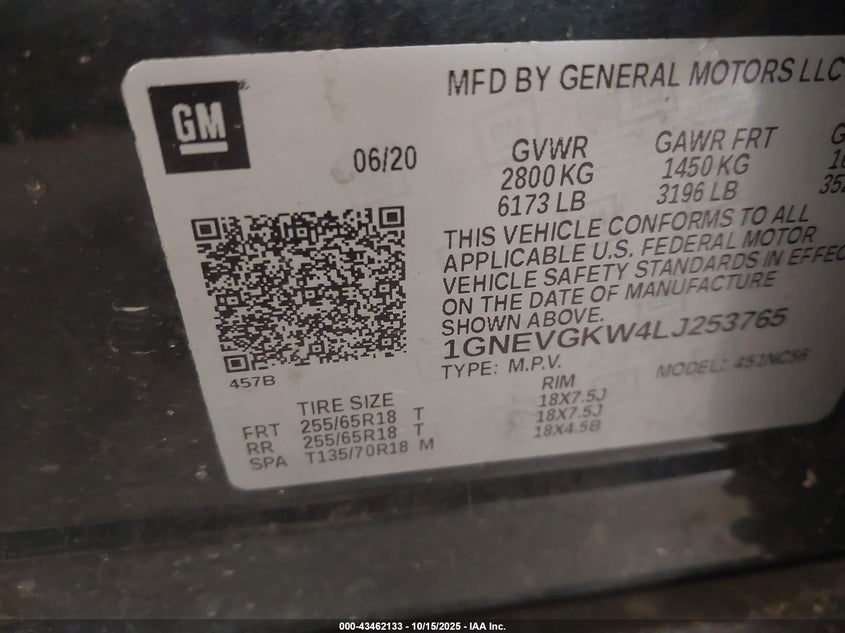 GM
MFD BY GENERAL MOTORS LLC
06/20
GVWR
2800 KG
6173 LB
GAWR FRT
1450 KG
3196 LB
THIS VEHICLE CONFORMS TO ALL
APPLICABLE U.S. FEDERAL MOTOR
VEHICLE SAFETY STANDARDS IN EFFEC
ON THE DATE OF MANUFACTURE
SHOWN ABOVE.
1GNEVGKW4LJ253765
TYPE: M.P.V.
MODEL: 451NC56
457B
TIRE SIZE
RIM
FRT 255/65R18 T 18X7.5J
RR 255/65R18 T 18X7.5J
SPA T135/70R18 M 18X4.5B
000-43462133 - 10/15/2025 - IAA Inc.